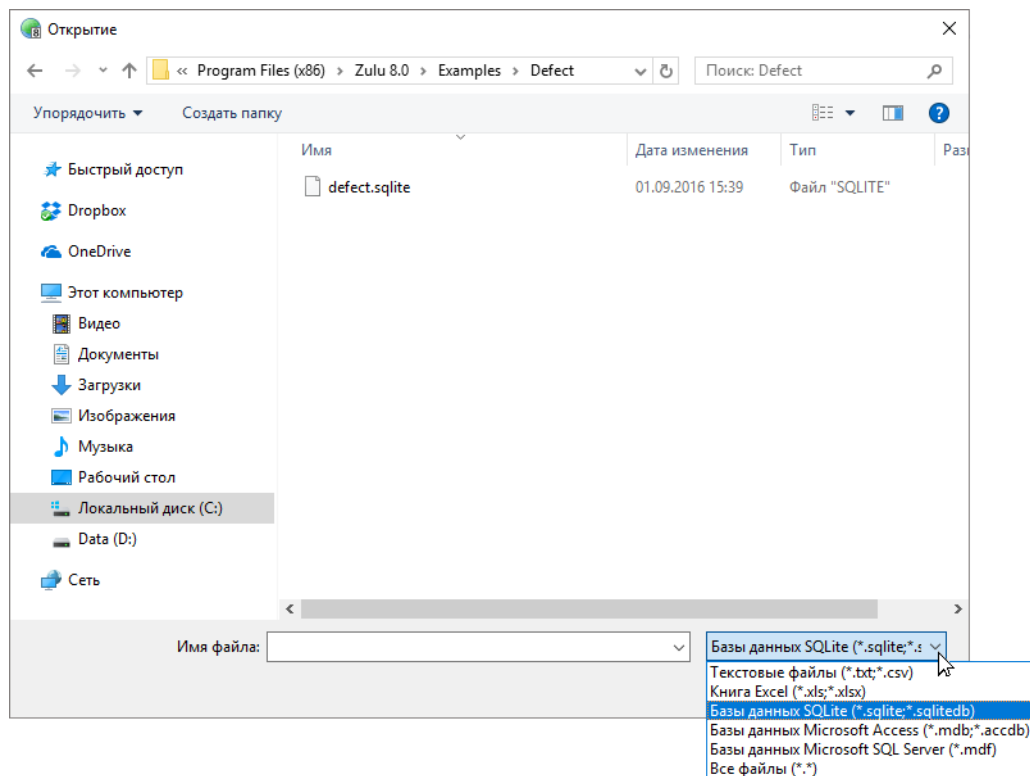 Открытие
« Program Files (x86) › Zulu 8.0 › Examples › Defect
Поиск: Defect
Упорядочить
Создать папку
Имя
Дата изменения
Тип
Разм
defect.sqlite
01.09.2016 15:39
Файл "SQLITE"
Быстрый доступ
Dropbox
OneDrive
Этот компьютер
Видео
Документы
Загрузки
Изображения
Музыка
Рабочий стол
Локальный диск (C:)
Data (D:)
Сеть
Имя файла:
Базы данных SQLite (*.sqlite;*.s
Текстовые файлы (*.txt;*.csv)
Книга Excel (*.xls;*.xlsx)
Базы данных SQLite (*.sqlite;*.sqlitedb)
Базы данных Microsoft Access (*.mdb;*.accdb)
Базы данных Microsoft SQL Server (*.mdf)
Все файлы (*.*)